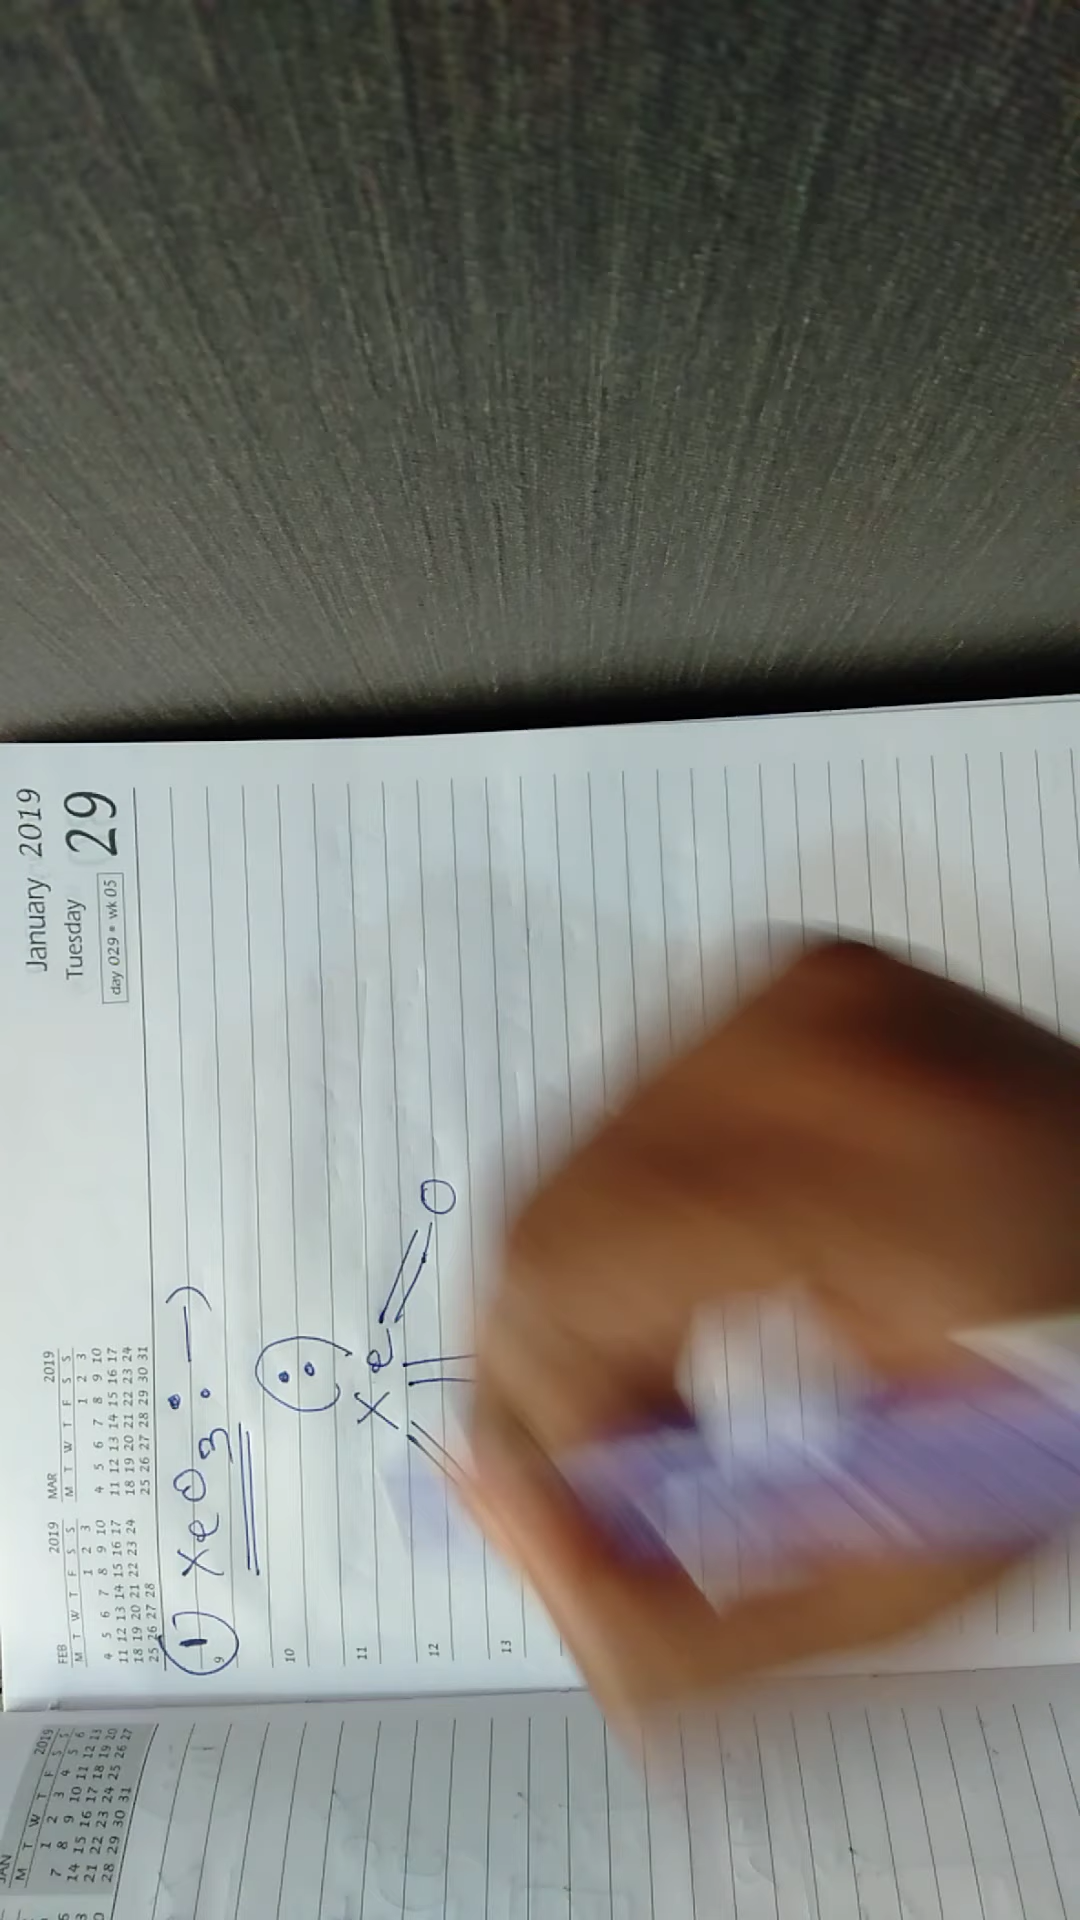 January 2019
Tuesday 29
day 029 • wk 05
FEB 2019
M T W T F S S
1 2 3
4 5 6 7 8 9 10
11 12 13 14 15 16 17
18 19 20 21 22 23 24
25 26 27 28
MAR 2019
M T W T F S S
1 2 3
4 5 6 7 8 9 10
11 12 13 14 15 16 17
18 19 20 21 22 23 24
25 26 27 28 29 30 31
JAN 2019
M T W T F S S
1 2 3 4 5 6
7 8 9 10 11 12 13
14 15 16 17 18 19 20
21 22 23 24 25 26 27
28 29 30 31
① XeO₃ :—)
9
10
11
Xe=O
12
13